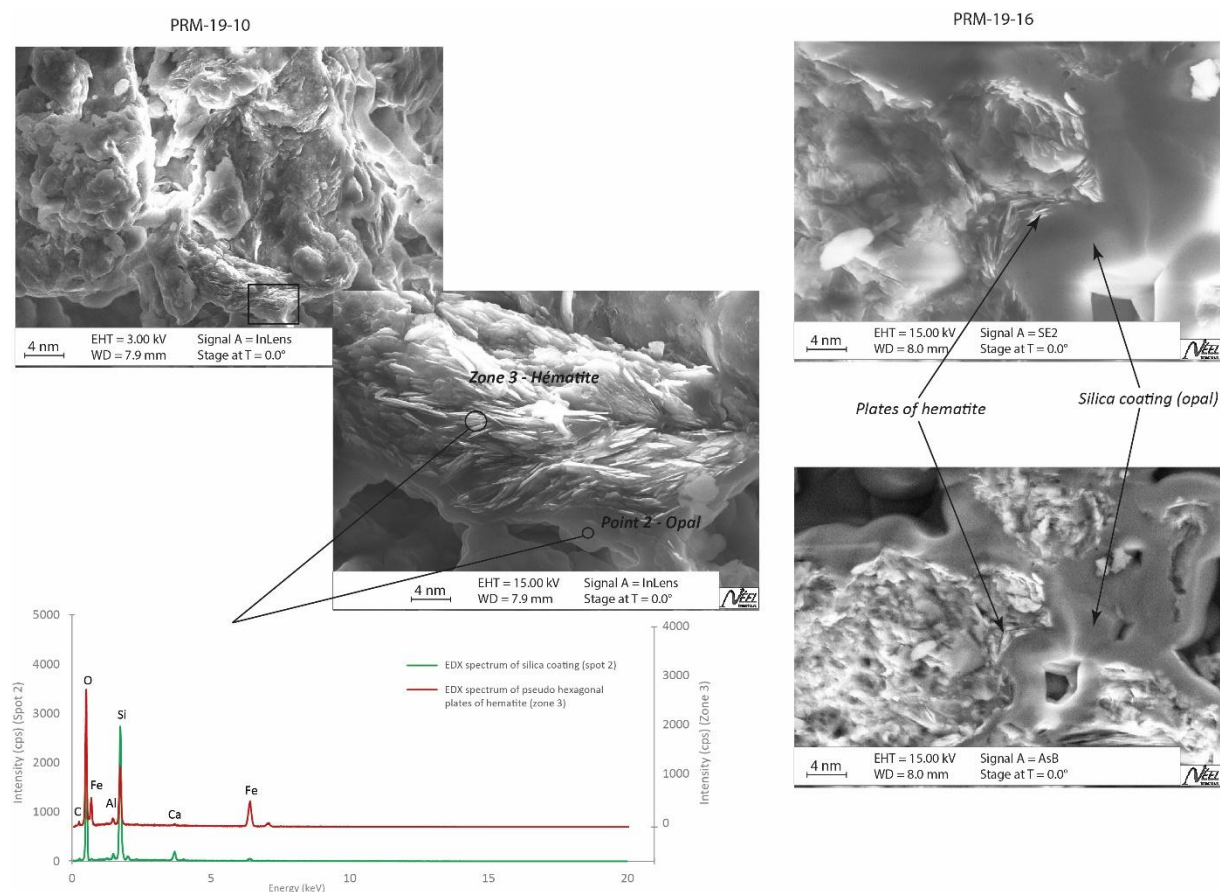 PRM-19-10
4 nm
EHT = 3.00 kV Signal A = InLens
WD = 7.9 mm Stage at T = 0.0°
Zone 3 - Hématite
Point 2 - Opal
4 nm
EHT = 15.00 kV Signal A = InLens
WD = 7.9 mm Stage at T = 0.0°
NÉEL
PRM-19-16
4 nm
EHT = 15.00 kV Signal A = SE2
WD = 8.0 mm Stage at T = 0.0°
NÉEL
Plates of hematite
Silica coating (opal)
4 nm
EHT = 15.00 kV Signal A = AsB
WD = 8.0 mm Stage at T = 0.0°
NÉEL
Intensity (cps) (Spot 2)
5000
4000
3000
2000
1000
0
EDX spectrum of silica coating (spot 2)
EDX spectrum of pseudo hexagonal
plates of hematite (zone 3)
C
O
Fe
Al
Si
Ca
Fe
4000
3000
2000
1000
0
Intensity (cps) (Zone 3)
0 5 10 15 20
Energy (keV)